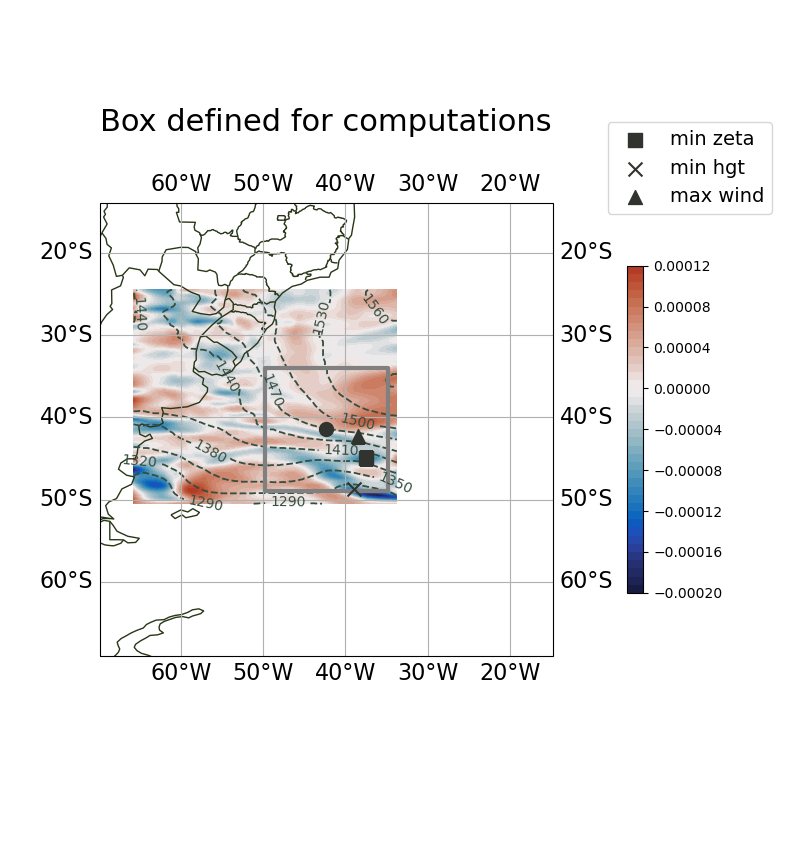 Box defined for computations
min zeta
min hgt
max wind
60°W 50°W 40°W 30°W 20°W
20°S 20°S
30°S 30°S
40°S 40°S
50°S 50°S
60°S 60°S
60°W 50°W 40°W 30°W 20°W
1440
1530
1560
1440
1470
1500
1380
1410
1320
1350
1290
1290
0.00012
0.00008
0.00004
0.00000
−0.00004
−0.00008
−0.00012
−0.00016
−0.00020